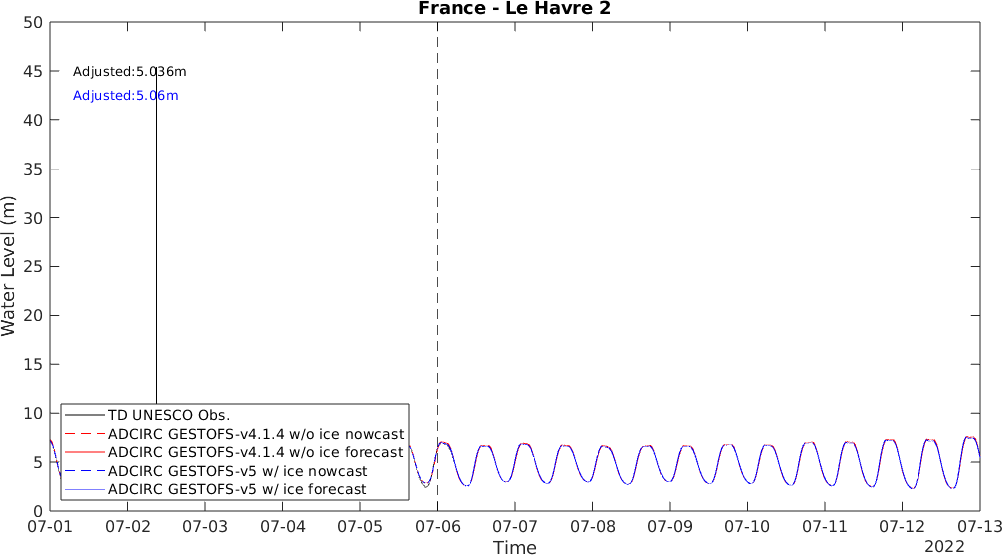 France - Le Havre 2
50
45
40
35
30
25
20
15
10
5
0
Water Level (m)
Adjusted:5.036m
Adjusted:5.06m
TD UNESCO Obs.
ADCIRC GESTOFS-v4.1.4 w/o ice nowcast
ADCIRC GESTOFS-v4.1.4 w/o ice forecast
ADCIRC GESTOFS-v5 w/ ice nowcast
ADCIRC GESTOFS-v5 w/ ice forecast
07-01 07-02 07-03 07-04 07-05 07-06 07-07 07-08 07-09 07-10 07-11 07-12 07-13
Time
2022